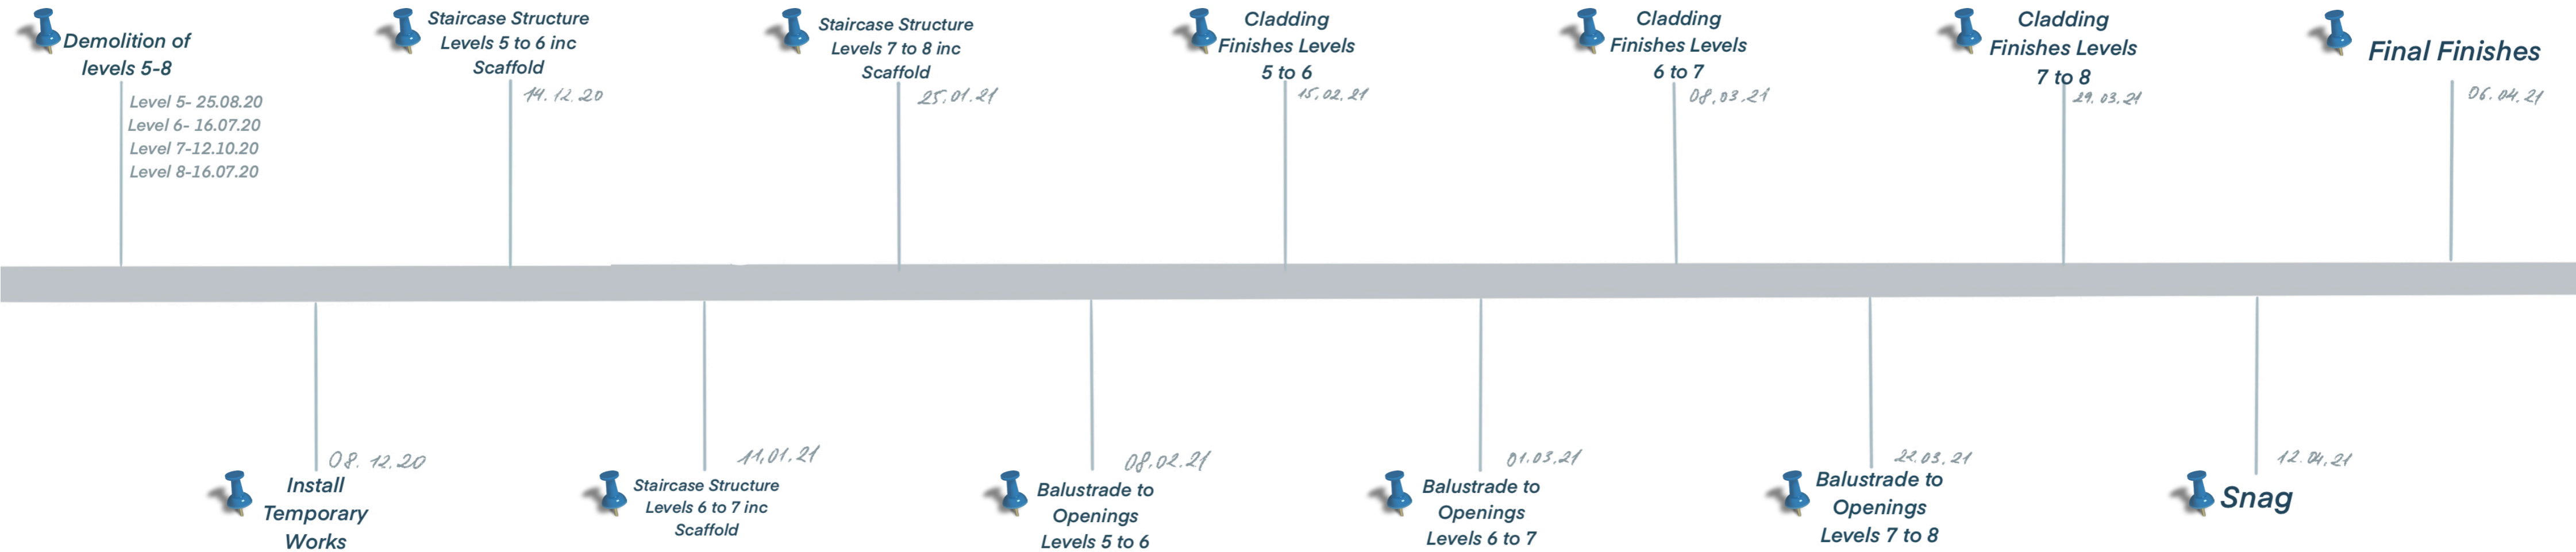 Demolition of
levels 5-8
Level 5- 25.08.20
Level 6- 16.07.20
Level 7-12.10.20
Level 8-16.07.20
Install
Temporary
Works
08. 12.20
Staircase Structure
Levels 5 to 6 inc
Scaffold
14.12.20
Staircase Structure
Levels 6 to 7 inc
Scaffold
11.01.21
Staircase Structure
Levels 7 to 8 inc
Scaffold
25.01.21
Balustrade to
Openings
Levels 5 to 6
08.02.21
Cladding
Finishes Levels
5 to 6
15.02.21
Balustrade to
Openings
Levels 6 to 7
01.03.21
Cladding
Finishes Levels
6 to 7
08.03.21
Balustrade to
Openings
Levels 7 to 8
22.03.21
Cladding
Finishes Levels
7 to 8
29.03.21
Snag
12.04.21
Final Finishes
06.04.21